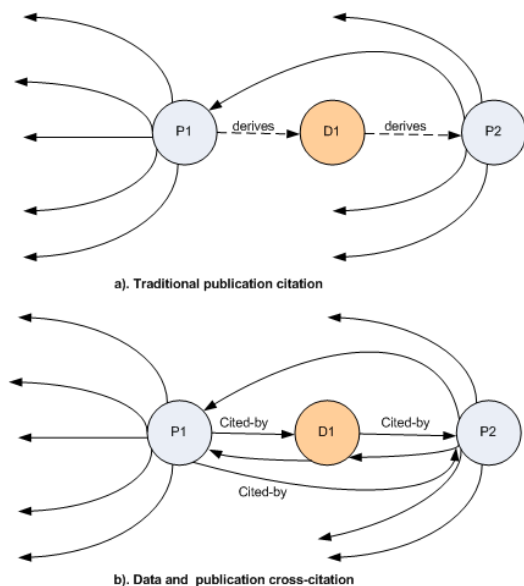 P1
derives
D1
derives
P2
a). Traditional publication citation
P1
Cited-by
D1
Cited-by
P2
Cited-by
b). Data and publication cross-citation